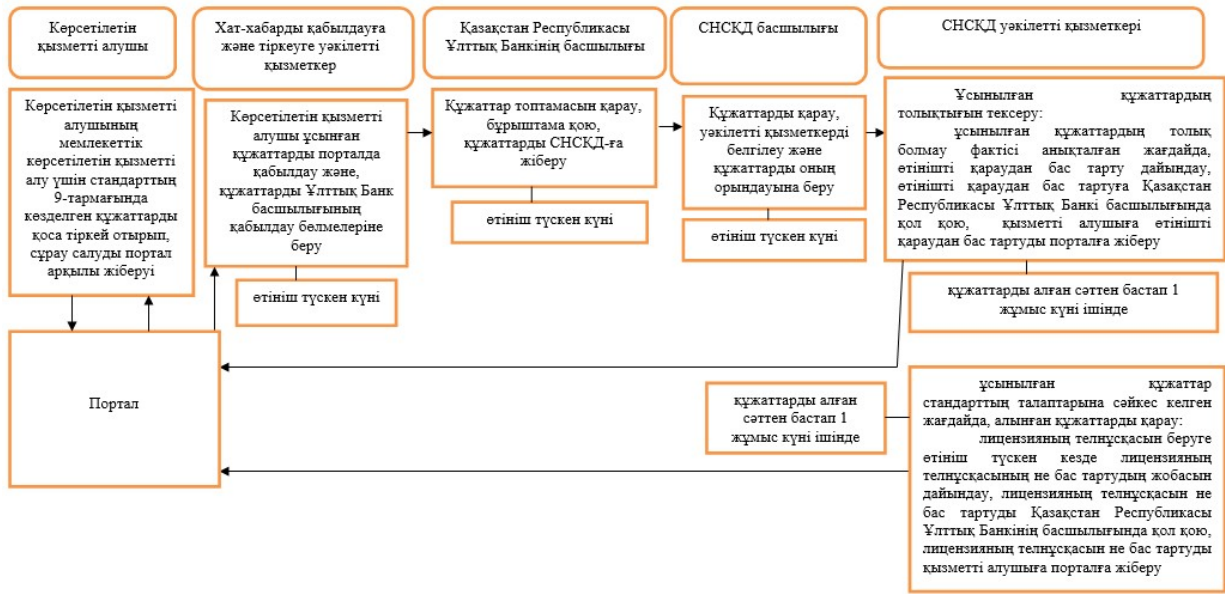 Көрсетілетін
қызметті алушы
Хат-хабарды қабылдауға
және тіркеуге уәкілетті
қызметкер
Қазақстан Республикасы
Ұлттық Банкінің басшылығы
СНСҚД басшылығы
СНСҚД уәкілетті қызметкері
Көрсетілетін қызметті
алушының
мемлекеттік
көрсетілетін қызметті
алу үшін стандарттың
9-тармағында
көзделген құжаттарды
қоса тіркей отырып,
сұрау салуды портал
арқылы жіберуі
Көрсетілетін қызметті
алушы ұсынған
құжаттарды порталда
қабылдау және,
құжаттарды Ұлттық Банк
басшылығының
қабылдау бөлмелеріне
беру
өтініш түскен күні
Құжаттар топтамасын қарау,
бұрыштама қою,
құжаттарды СНСҚД-ға
жіберу
өтініш түскен күні
Құжаттарды қарау,
уәкілетті қызметкерді
белгілеу және
құжаттарды оның
орындауына беру
өтініш түскен күні
Ұсынылған құжаттардың
толықтығын тексеру:
ұсынылған құжаттардың толық
болмау фактісі анықталған жағдайда,
өтінішті қараудан бас тарту дайындау,
өтінішті қараудан бас тартуға Қазақстан
Республикасы Ұлттық Банкі басшылығында
қол қою, қызметті алушыға өтінішті
қараудан бас тартуды порталға жіберу
құжаттарды алған сәттен бастап 1
жұмыс күні ішінде
Портал
құжаттарды алған
сәттен бастап 1
жұмыс күні ішінде
ұсынылған құжаттар
стандарттың талаптарына сәйкес келген
жағдайда, алынған құжаттарды қарау:
лицензияның телнұсқасын беруге
өтініш түскен кезде лицензияның
телнұсқасының не бас тартудың жобасын
дайындау, лицензияның телнұсқасын не
бас тартуды Қазақстан Республикасы
Ұлттық Банкінің басшылығында қол қою,
лицензияның телнұсқасын не бас тартуды
қызметті алушыға порталға жіберу